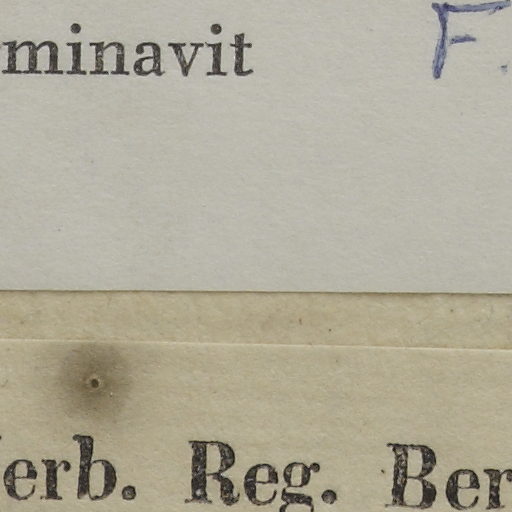 minavit F.
erb. Reg. Ber